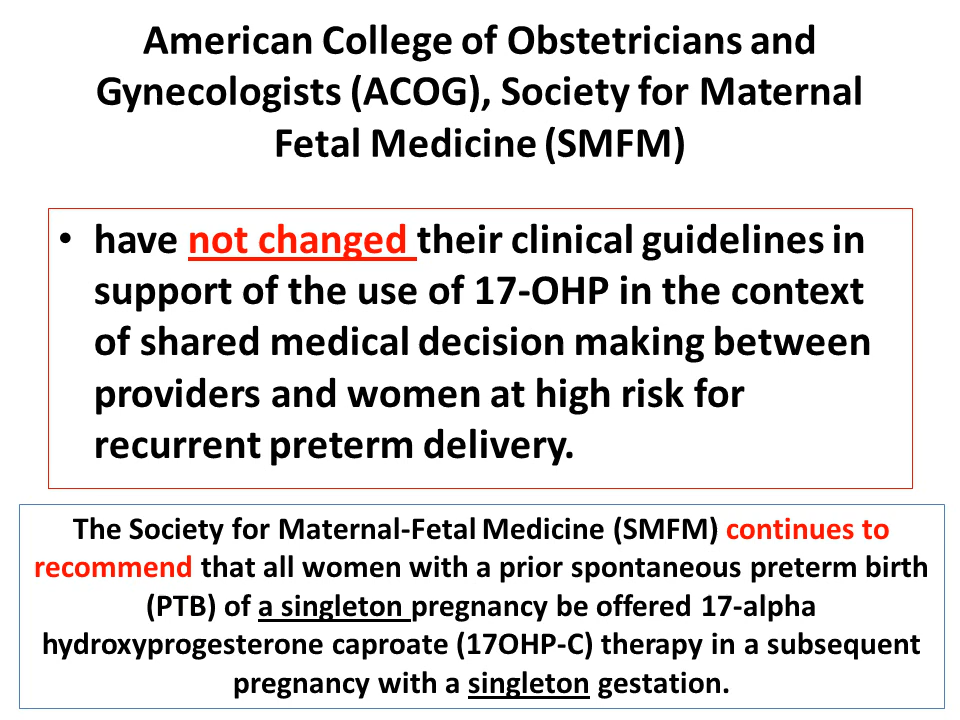 American College of Obstetricians and
Gynecologists (ACOG), Society for Maternal
Fetal Medicine (SMFM)
• have not changed their clinical guidelines in
support of the use of 17-OHP in the context
of shared medical decision making between
providers and women at high risk for
recurrent preterm delivery.
The Society for Maternal-Fetal Medicine (SMFM) continues to
recommend that all women with a prior spontaneous preterm birth
(PTB) of a singleton pregnancy be offered 17-alpha
hydroxyprogesterone caproate (17OHP-C) therapy in a subsequent
pregnancy with a singleton gestation.